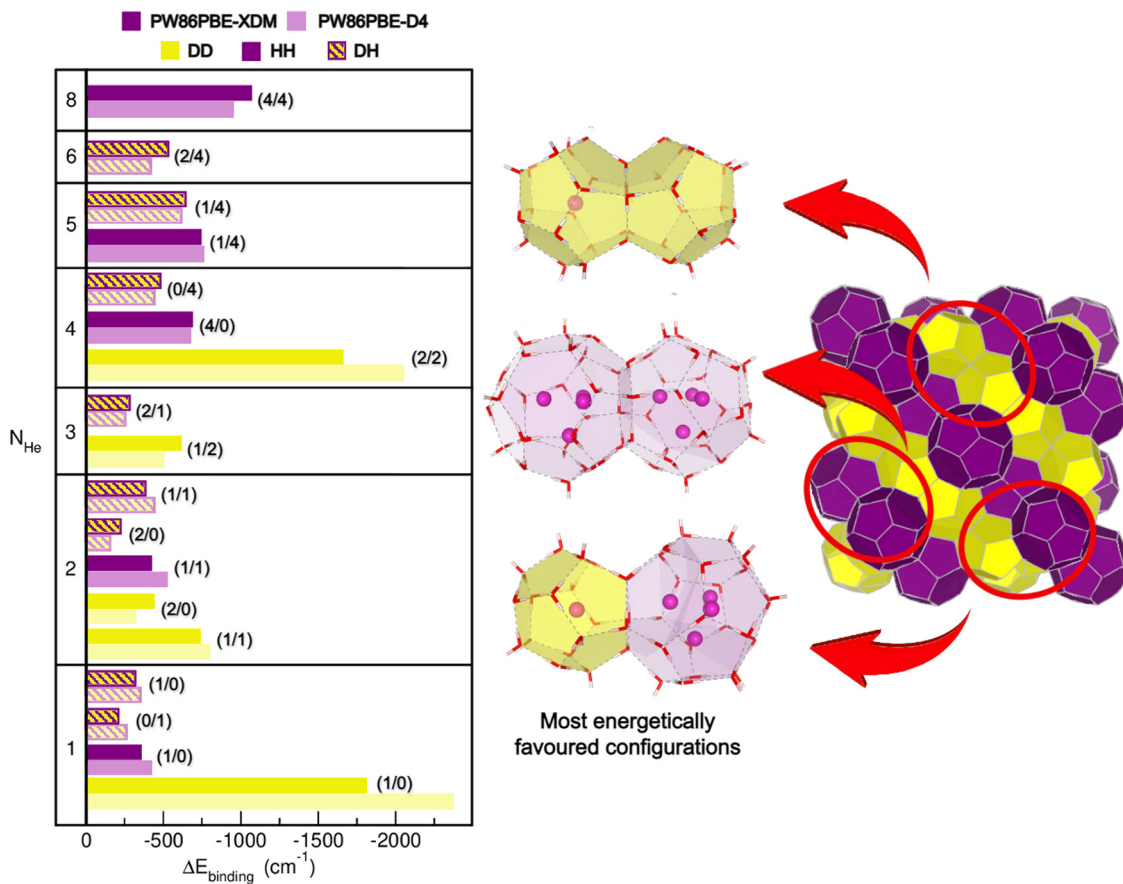 PW86PBE-XDM PW86PBE-D4
DD HH DH
8 (4/4)
6 (2/4)
(1/4)
5
(1/4)
(0/4)
4 (4/0)
(2/2)
(2/1)
3
(1/2)
N_He
(1/1)
(2/0)
2 (1/1)
(2/0)
(1/1)
(1/0)
(0/1)
1 (1/0)
(1/0)
0 -500 -1000 -1500 -2000
ΔE_binding (cm⁻¹)
Most energetically
favoured configurations